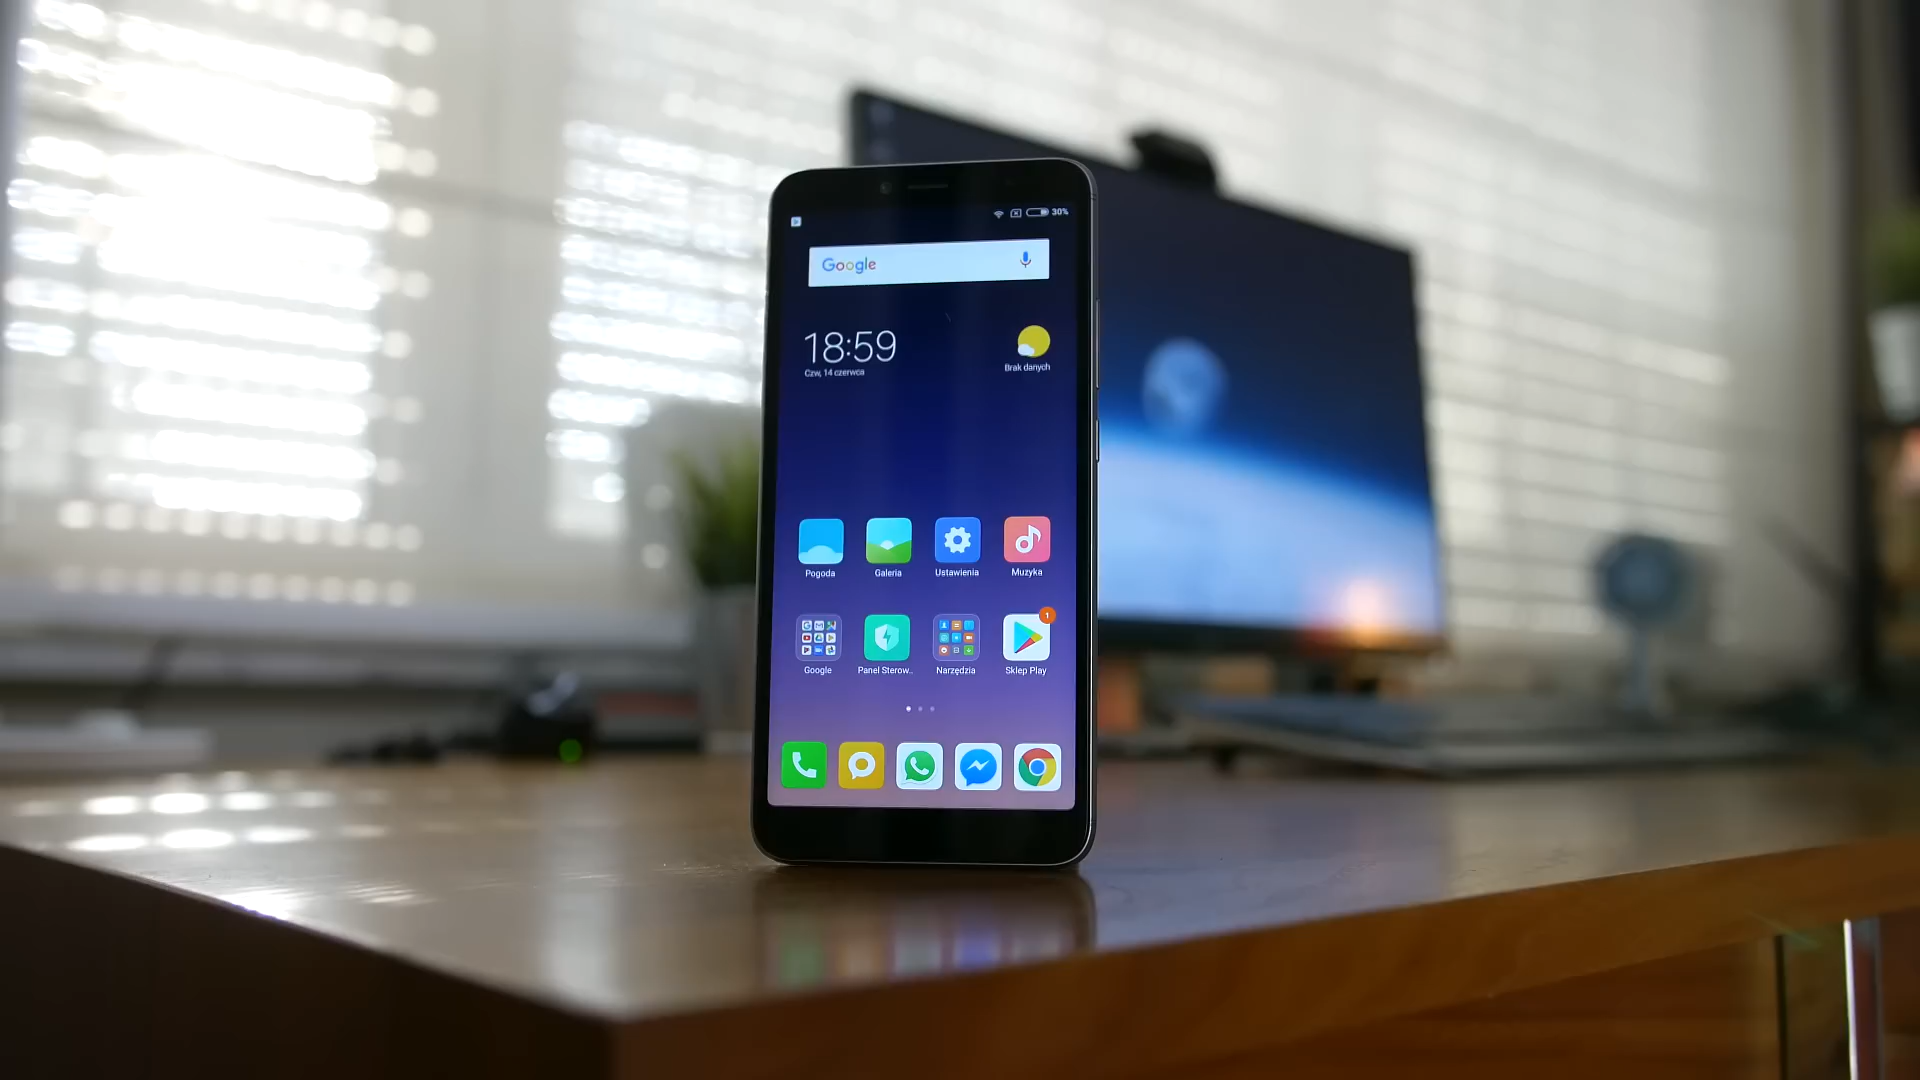 30%
Google
18:59
Czw, 14 czerwca
Brak danych
Pogoda
Galeria
Ustawienia
Muzyka
1
Google
Panel Sterow..
Narzędzia
Sklep Play